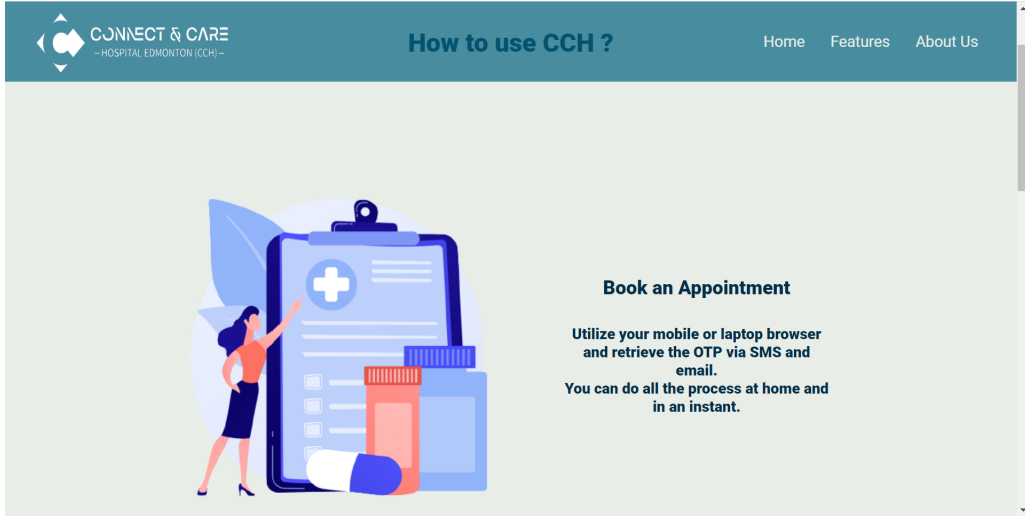 CONNECT & CARE
– HOSPITAL EDMONTON (CCH) –
How to use CCH ?
Home
Features
About Us
Book an Appointment
Utilize your mobile or laptop browser
and retrieve the OTP via SMS and
email.
You can do all the process at home and
in an instant.